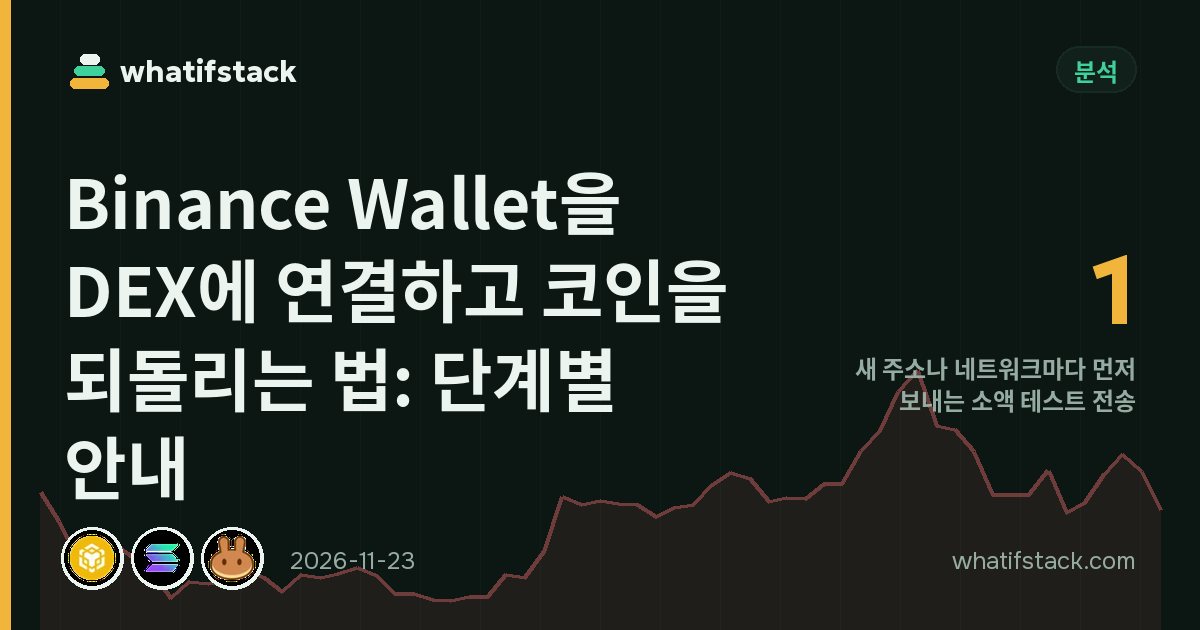 whatifstack
분석
Binance Wallet을
DEX에 연결하고 코인을
되돌리는 법: 단계별
안내
1
새 주소나 네트워크마다 먼저
보내는 소액 테스트 전송
2026-11-23
whatifstack.com